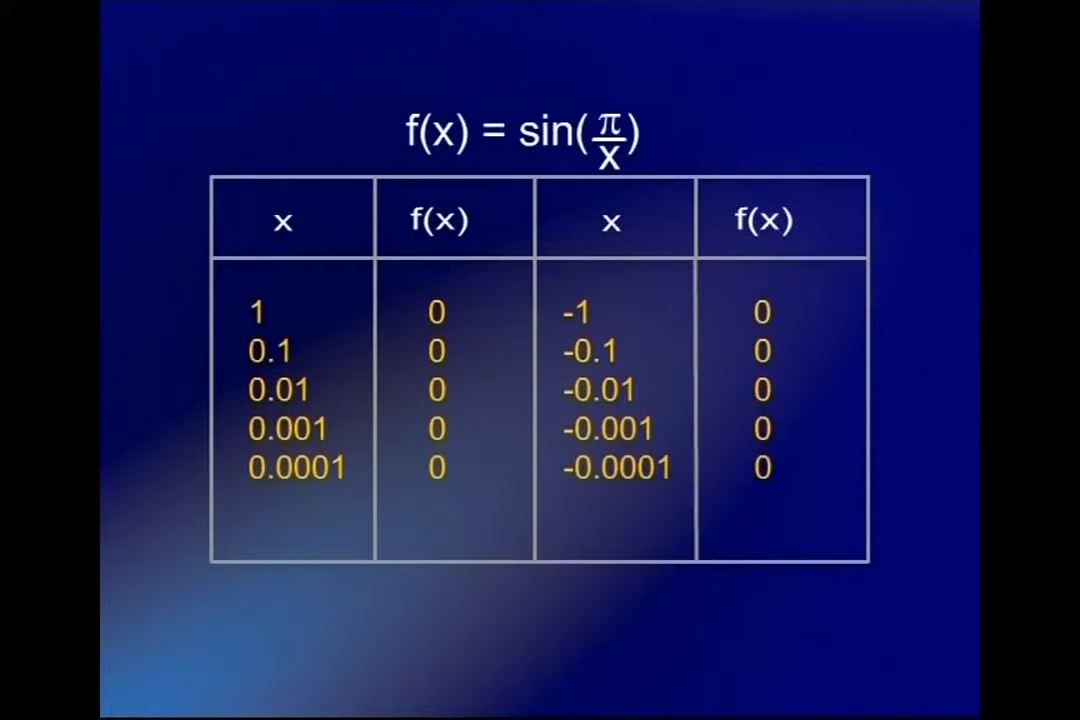 f(x) = sin(π/x)
x f(x) x f(x)
1 0 -1 0
0.1 0 -0.1 0
0.01 0 -0.01 0
0.001 0 -0.001 0
0.0001 0 -0.0001 0